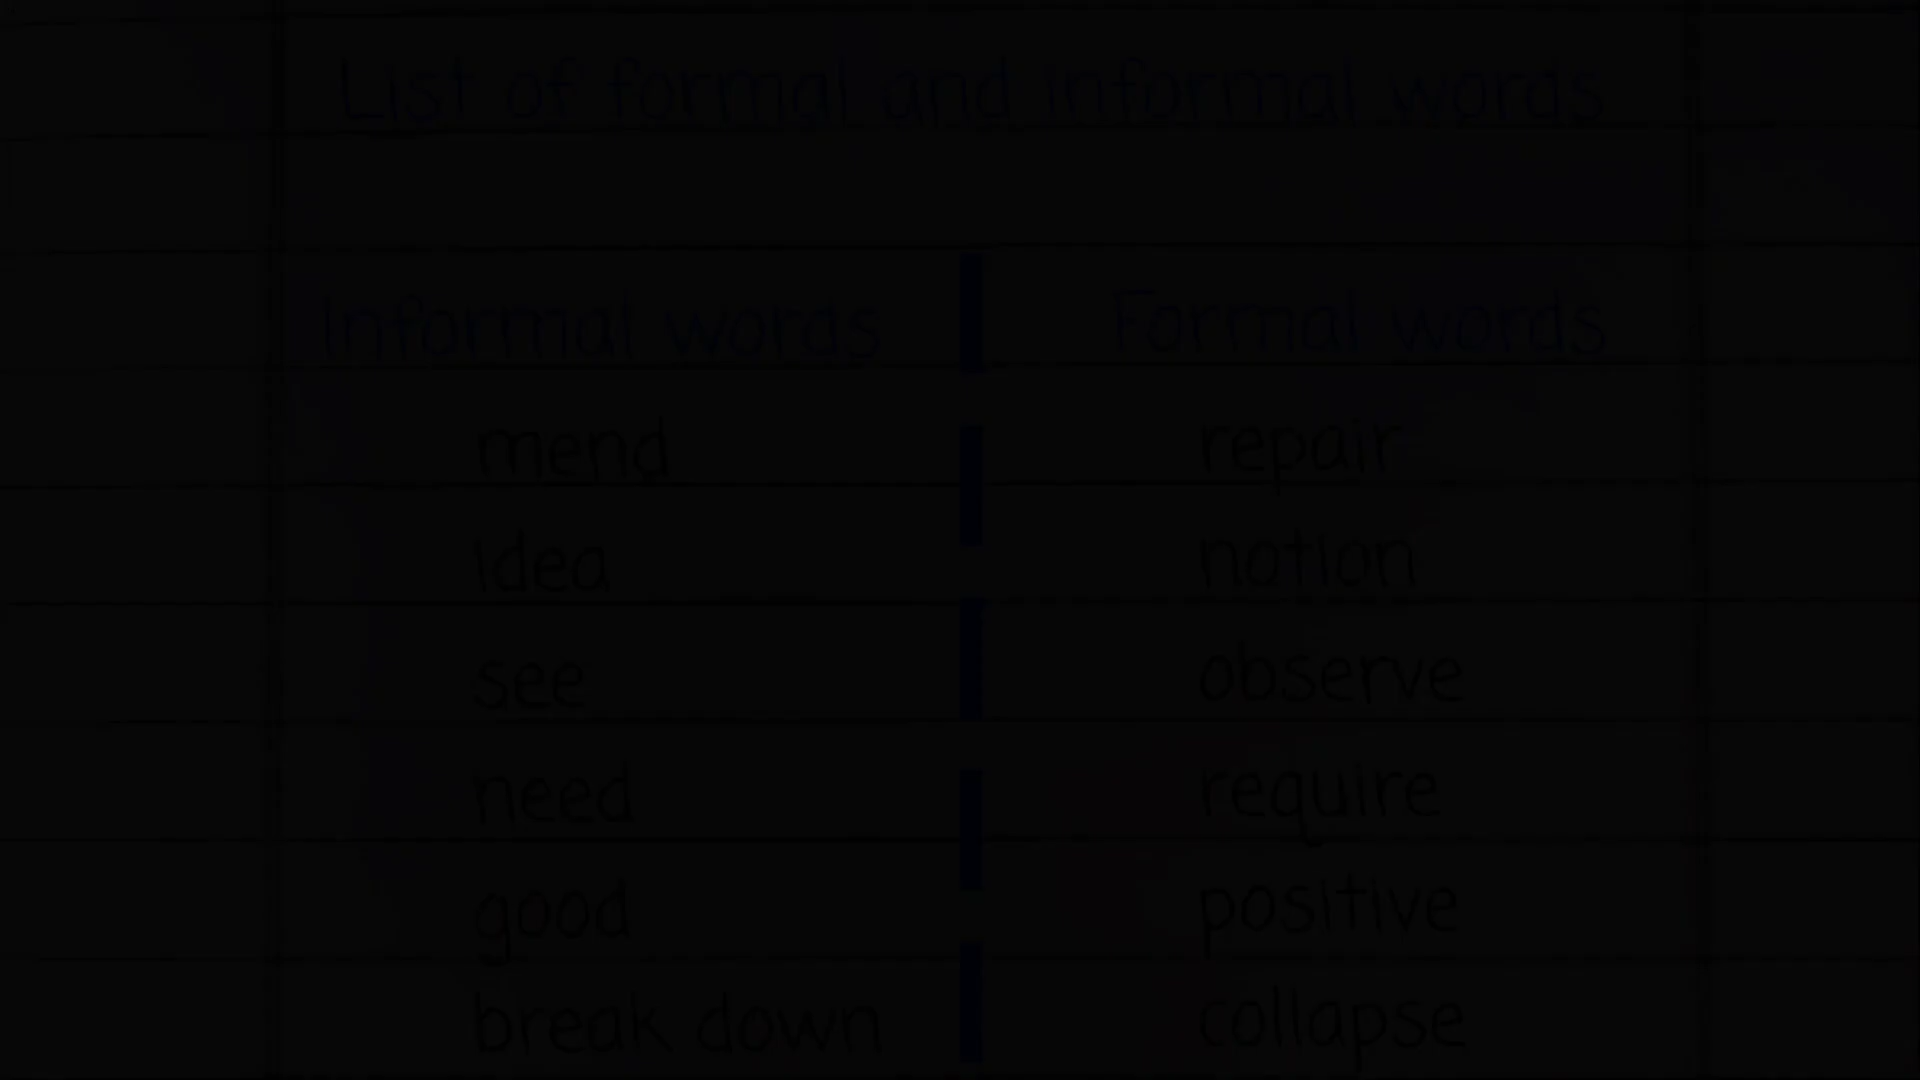 List of formal and informal words
Informal words Formal words
mend repair
idea notion
see observe
need require
good positive
break down collapse